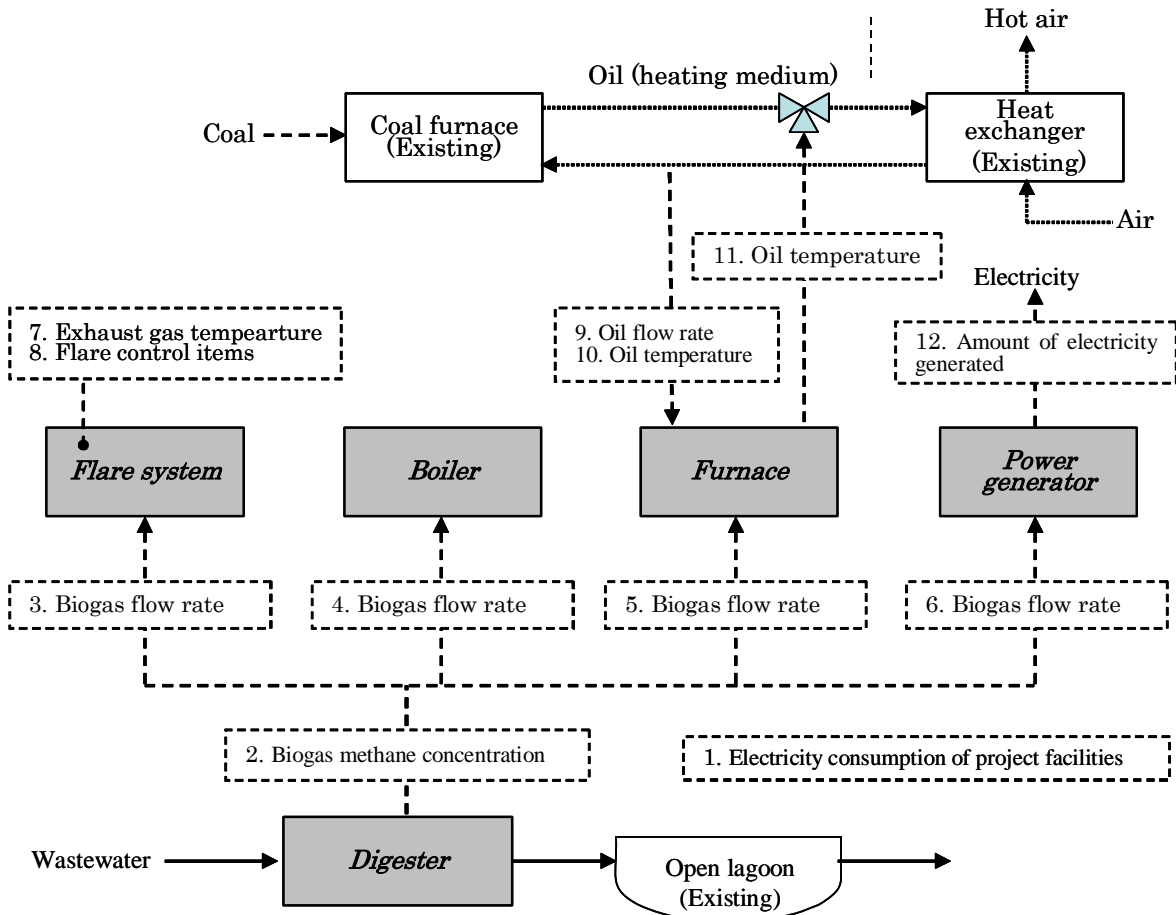 Hot air
Oil (heating medium)
Coal
Coal furnace
(Existing)
Heat
exchanger
(Existing)
Air
11. Oil temperature
Electricity
7. Exhaust gas tempearture
8. Flare control items
9. Oil flow rate
10. Oil temperature
12. Amount of electricity
generated
Flare system
Boiler
Furnace
Power
generator
3. Biogas flow rate
4. Biogas flow rate
5. Biogas flow rate
6. Biogas flow rate
2. Biogas methane concentration
1. Electricity consumption of project facilities
Wastewater
Digester
Open lagoon
(Existing)